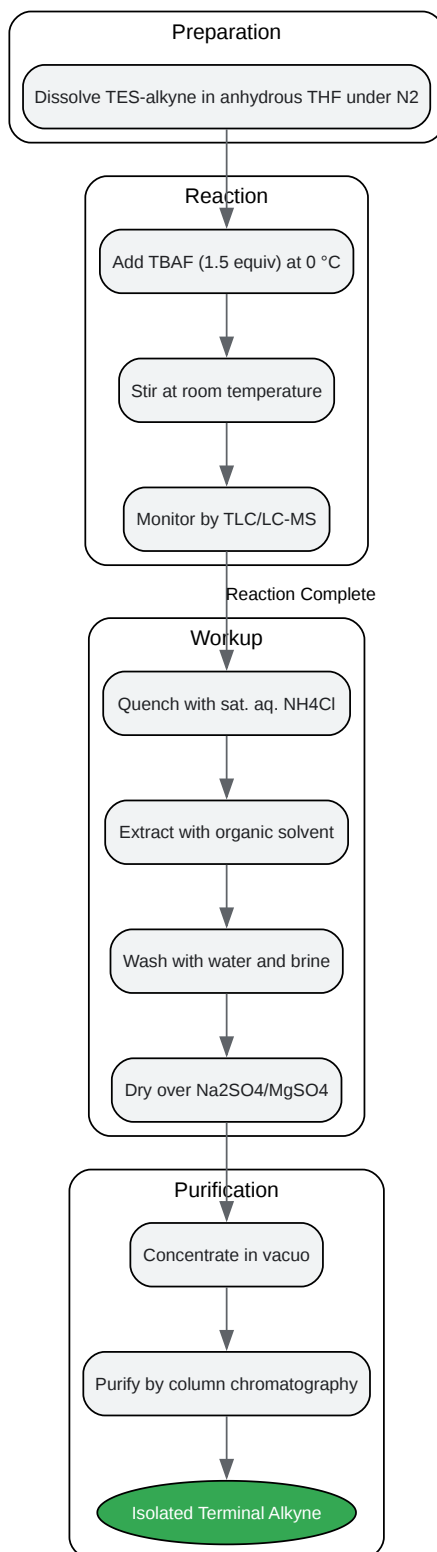 Preparation
Dissolve TES-alkyne in anhydrous THF under N2
Reaction
Add TBAF (1.5 equiv) at 0 °C
Stir at room temperature
Monitor by TLC/LC-MS
Reaction Complete
Workup
Quench with sat. aq. NH4Cl
Extract with organic solvent
Wash with water and brine
Dry over Na2SO4/MgSO4
Purification
Concentrate in vacuo
Purify by column chromatography
Isolated Terminal Alkyne